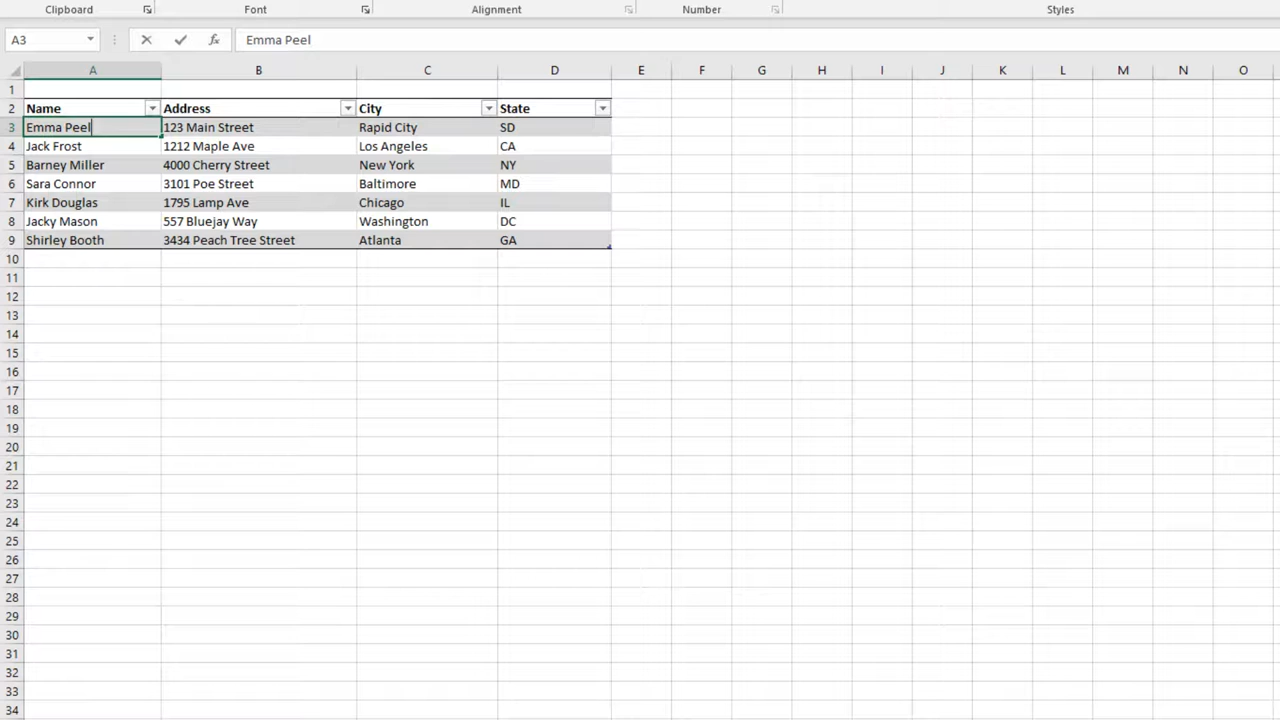 Clipboard Font Alignment Number Styles
A3 fx Emma Peel
A B C D E F G H I J K L M N O
1
2 Name Address City State
3 Emma Peel 123 Main Street Rapid City SD
4 Jack Frost 1212 Maple Ave Los Angeles CA
5 Barney Miller 4000 Cherry Street New York NY
6 Sara Connor 3101 Poe Street Baltimore MD
7 Kirk Douglas 1795 Lamp Ave Chicago IL
8 Jacky Mason 557 Bluejay Way Washington DC
9 Shirley Booth 3434 Peach Tree Street Atlanta GA
10
11
12
13
14
15
16
17
18
19
20
21
22
23
24
25
26
27
28
29
30
31
32
33
34